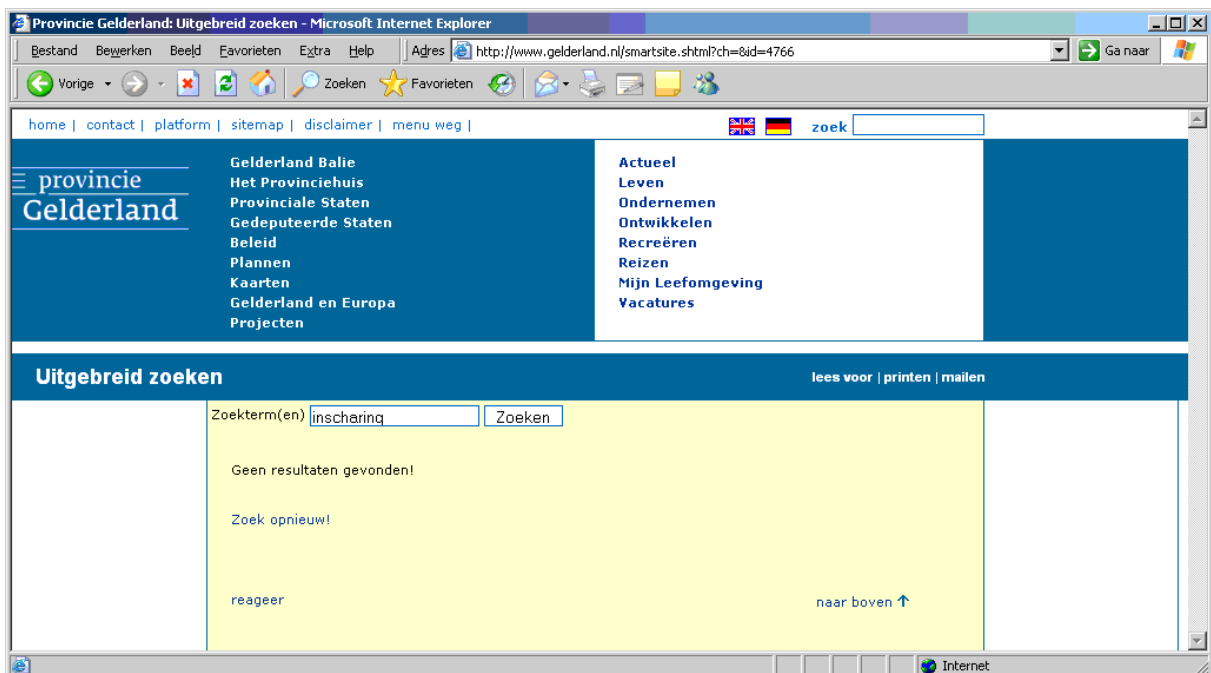 Provincie Gelderland: Uitgebreid zoeken - Microsoft Internet Explorer
Bestand Bewerken Beeld Favorieten Extra Help Adres http://www.gelderland.nl/smartsite.shtml?ch=&id=4766 Ga naar
Vorige Zoeken Favorieten
home | contact | platform | sitemap | disclaimer | menu weg | zoek
provincie
Gelderland
Gelderland Balie
Het Provinciehuis
Provinciale Staten
Gedeputeerde Staten
Beleid
Plannen
Kaarten
Gelderland en Europa
Projecten
Actueel
Leven
Ondernemen
Ontwikkelen
Recreëren
Reizen
Mijn Leefomgeving
Vacatures
Uitgebreid zoeken lees voor | printen | mailen
Zoekterm(en) inscharing Zoeken
Geen resultaten gevonden!
Zoek opnieuw!
reageer naar boven ↑
Internet